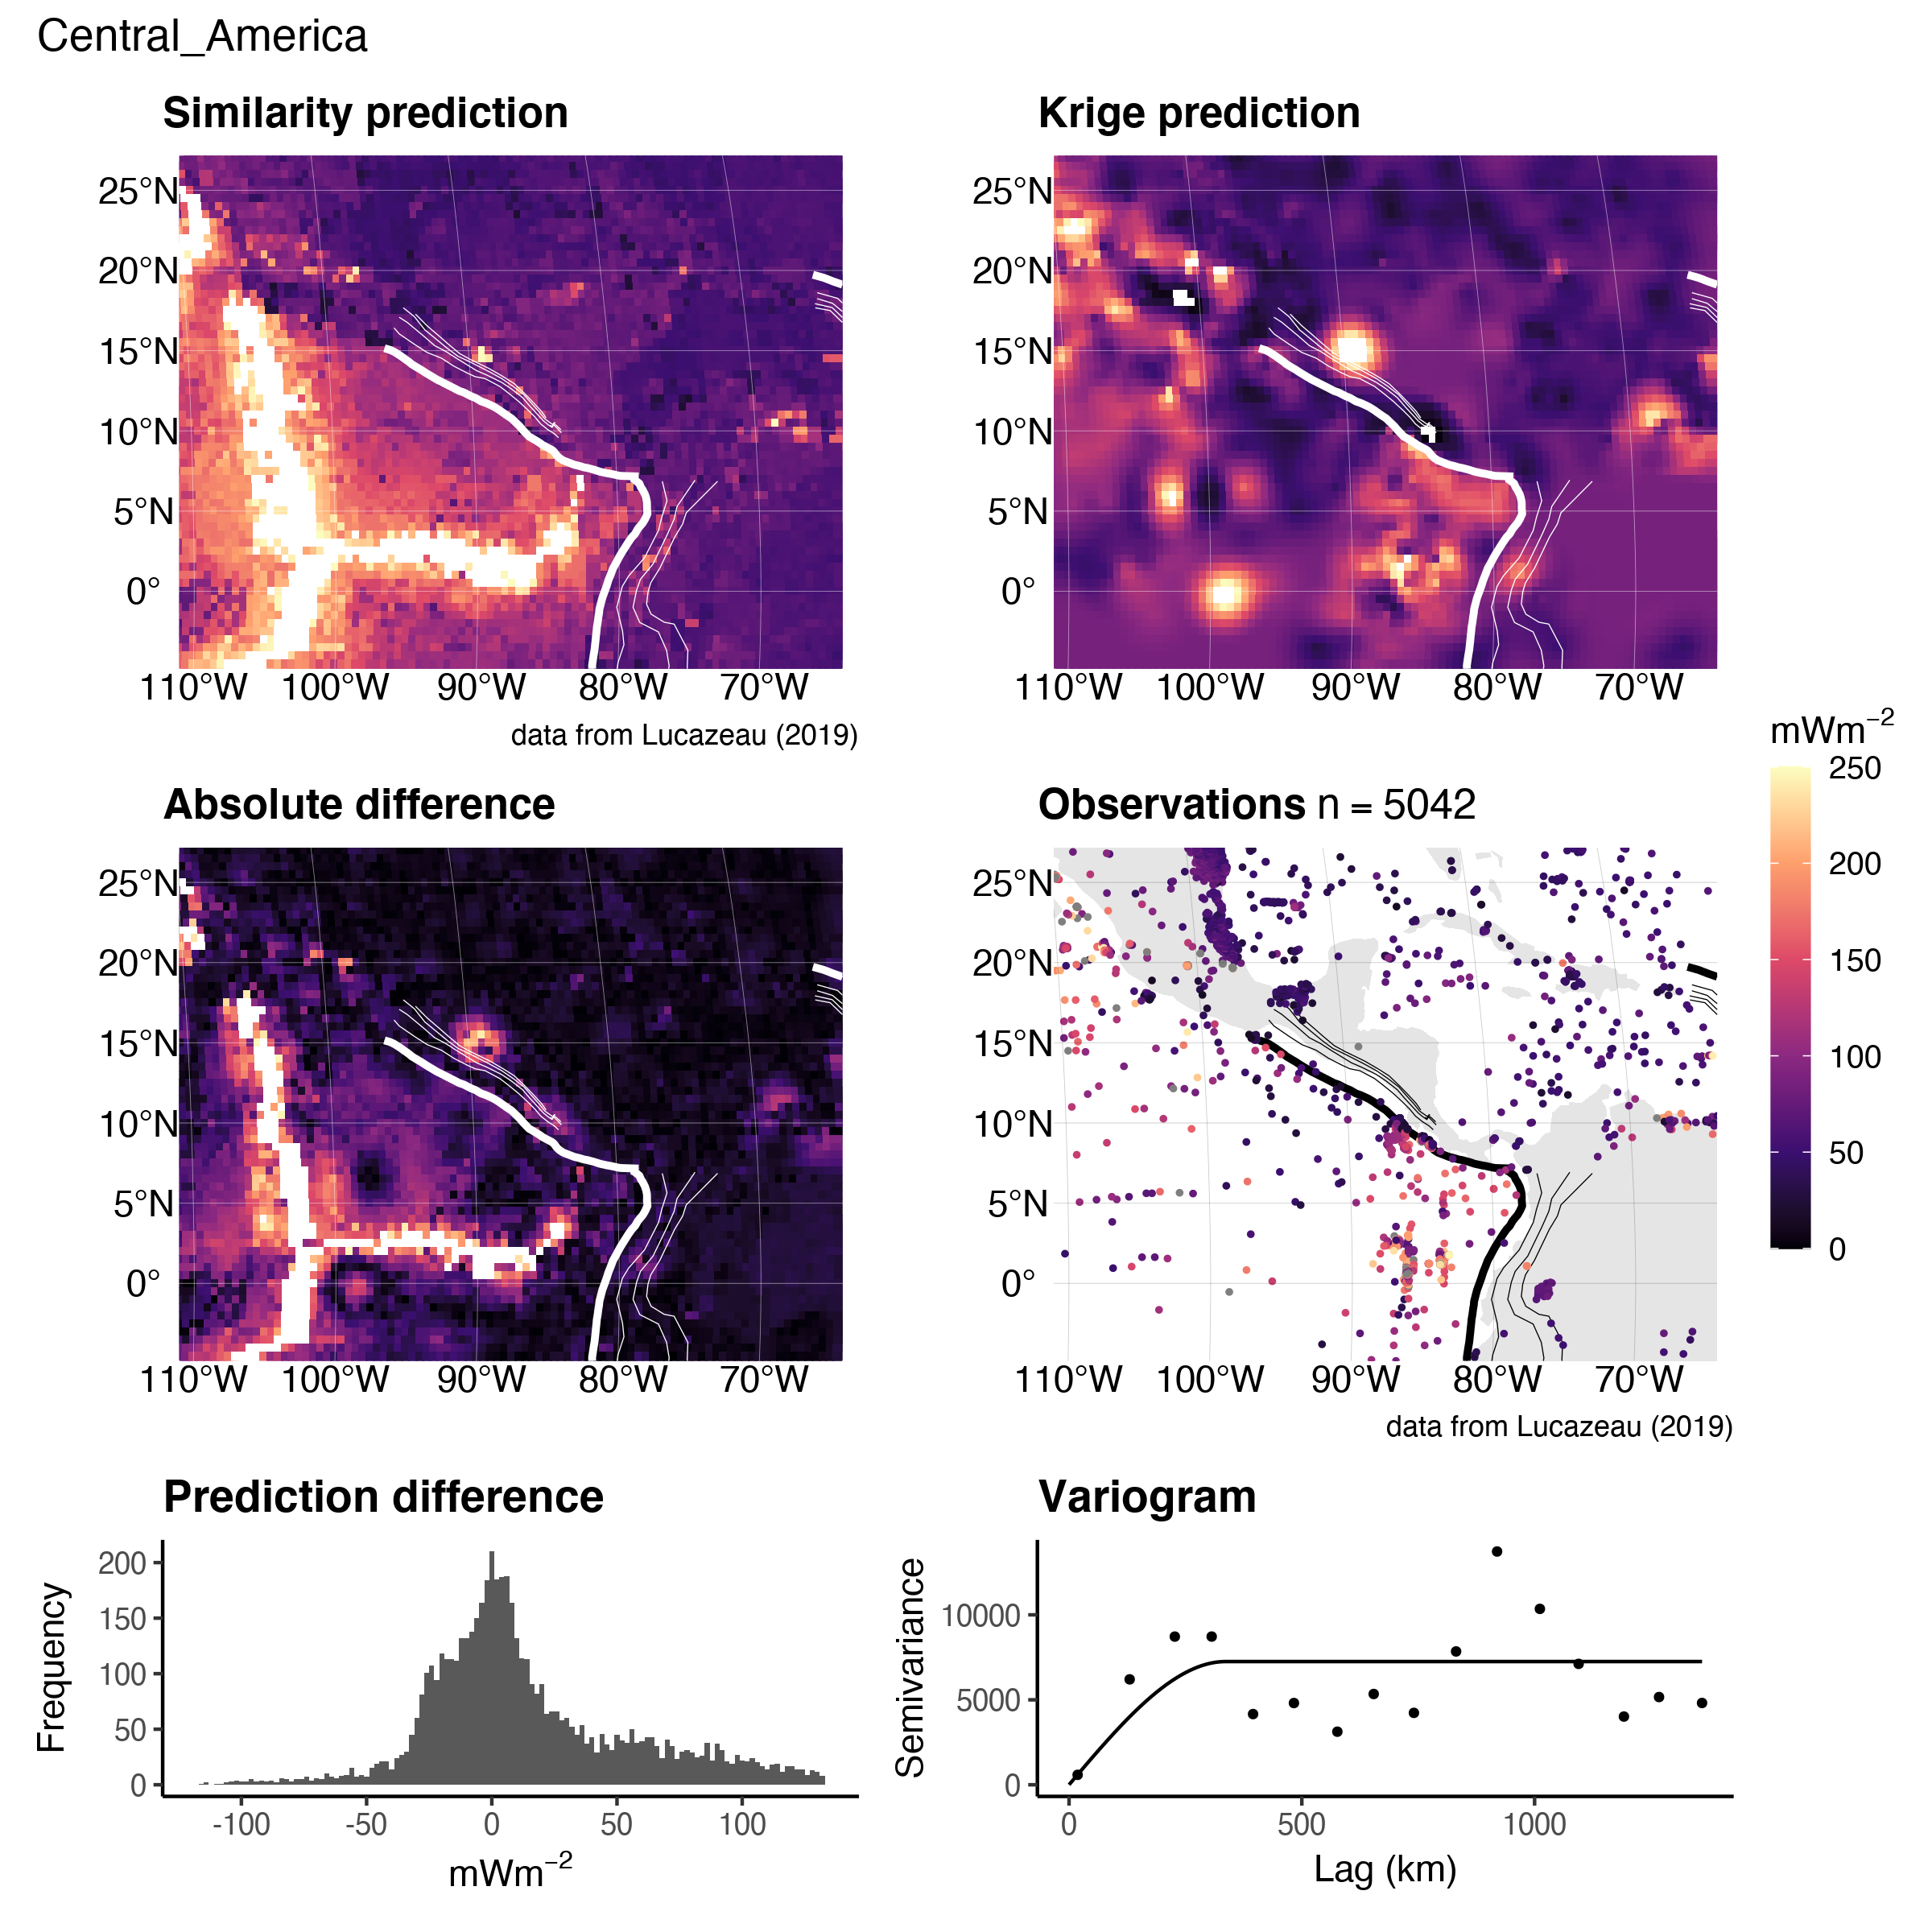 Central_America
Similarity prediction
25°N
20°N
15°N
10°N
5°N
0°
110°W 100°W 90°W 80°W 70°W
data from Lucazeau (2019)
Krige prediction
25°N
20°N
15°N
10°N
5°N
0°
110°W 100°W 90°W 80°W 70°W
Absolute difference
25°N
20°N
15°N
10°N
5°N
0°
110°W 100°W 90°W 80°W 70°W
Observations n = 5042
25°N
20°N
15°N
10°N
5°N
0°
110°W 100°W 90°W 80°W 70°W
data from Lucazeau (2019)
mWm⁻²
250
200
150
100
50
0
Prediction difference
Frequency
200
150
100
50
0
-100 -50 0 50 100
mWm⁻²
Variogram
Semivariance
10000
5000
0
0 500 1000
Lag (km)